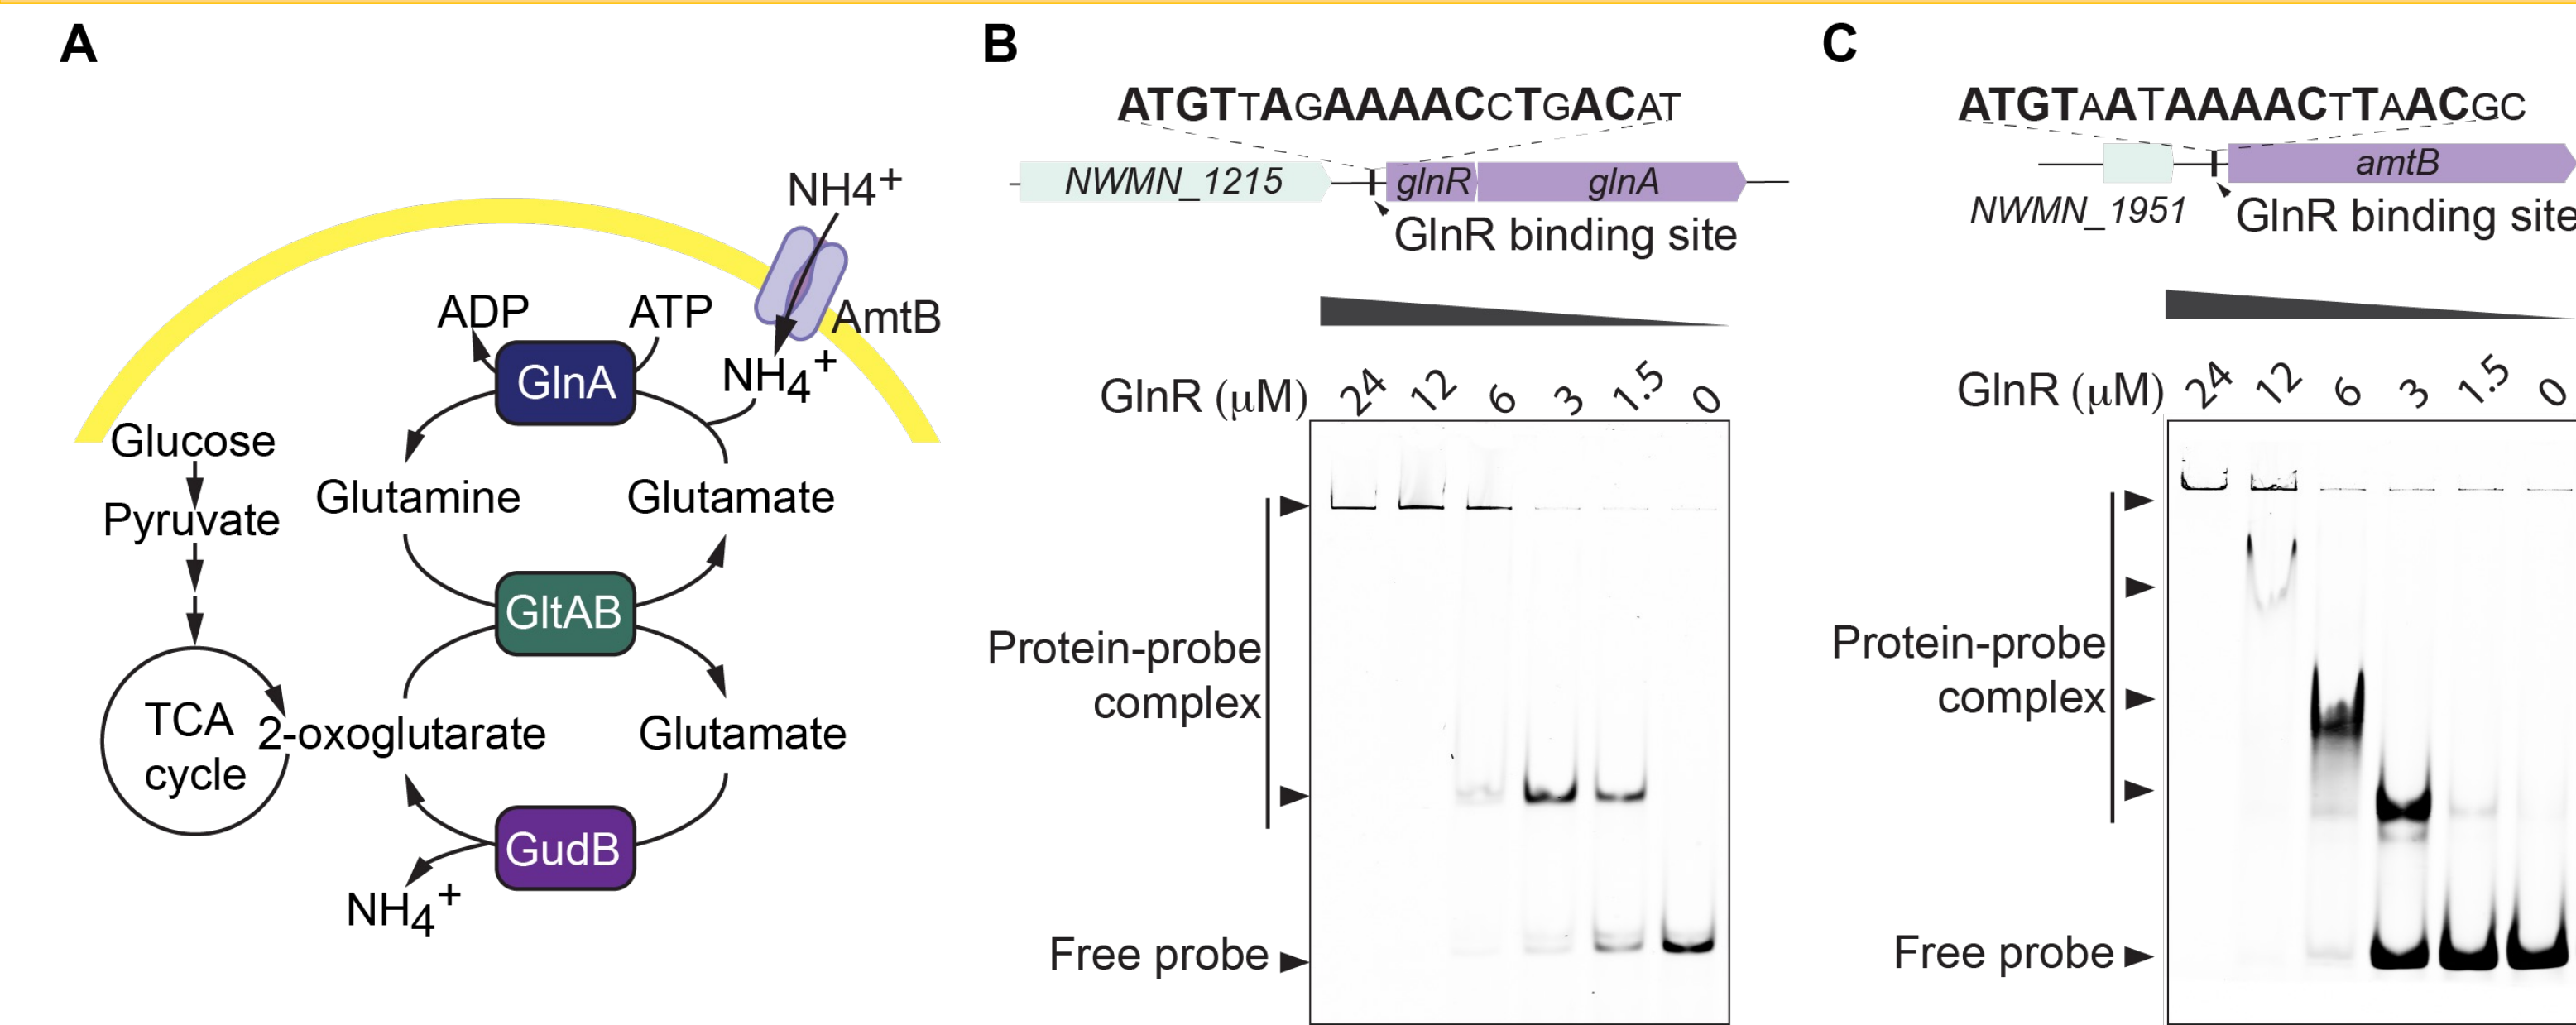 A
NH4+
ADP
ATP
AmtB
GlnA
NH4+
Glucose
Pyruvate
Glutamine
Glutamate
GltAB
TCA
cycle
2-oxoglutarate
Glutamate
GudB
NH4+
B
ATGTTAGAAAACCTGACAT
NWMN_1215
glnR
glnA
GlnR binding site
GlnR (μM)
24 12 6 3 1.5 0
Protein-probe
complex
Free probe
C
ATGTAATAAAACTTAACGC
amtB
NWMN_1951
GlnR binding site
GlnR (μM)
24 12 6 3 1.5 0
Protein-probe
complex
Free probe